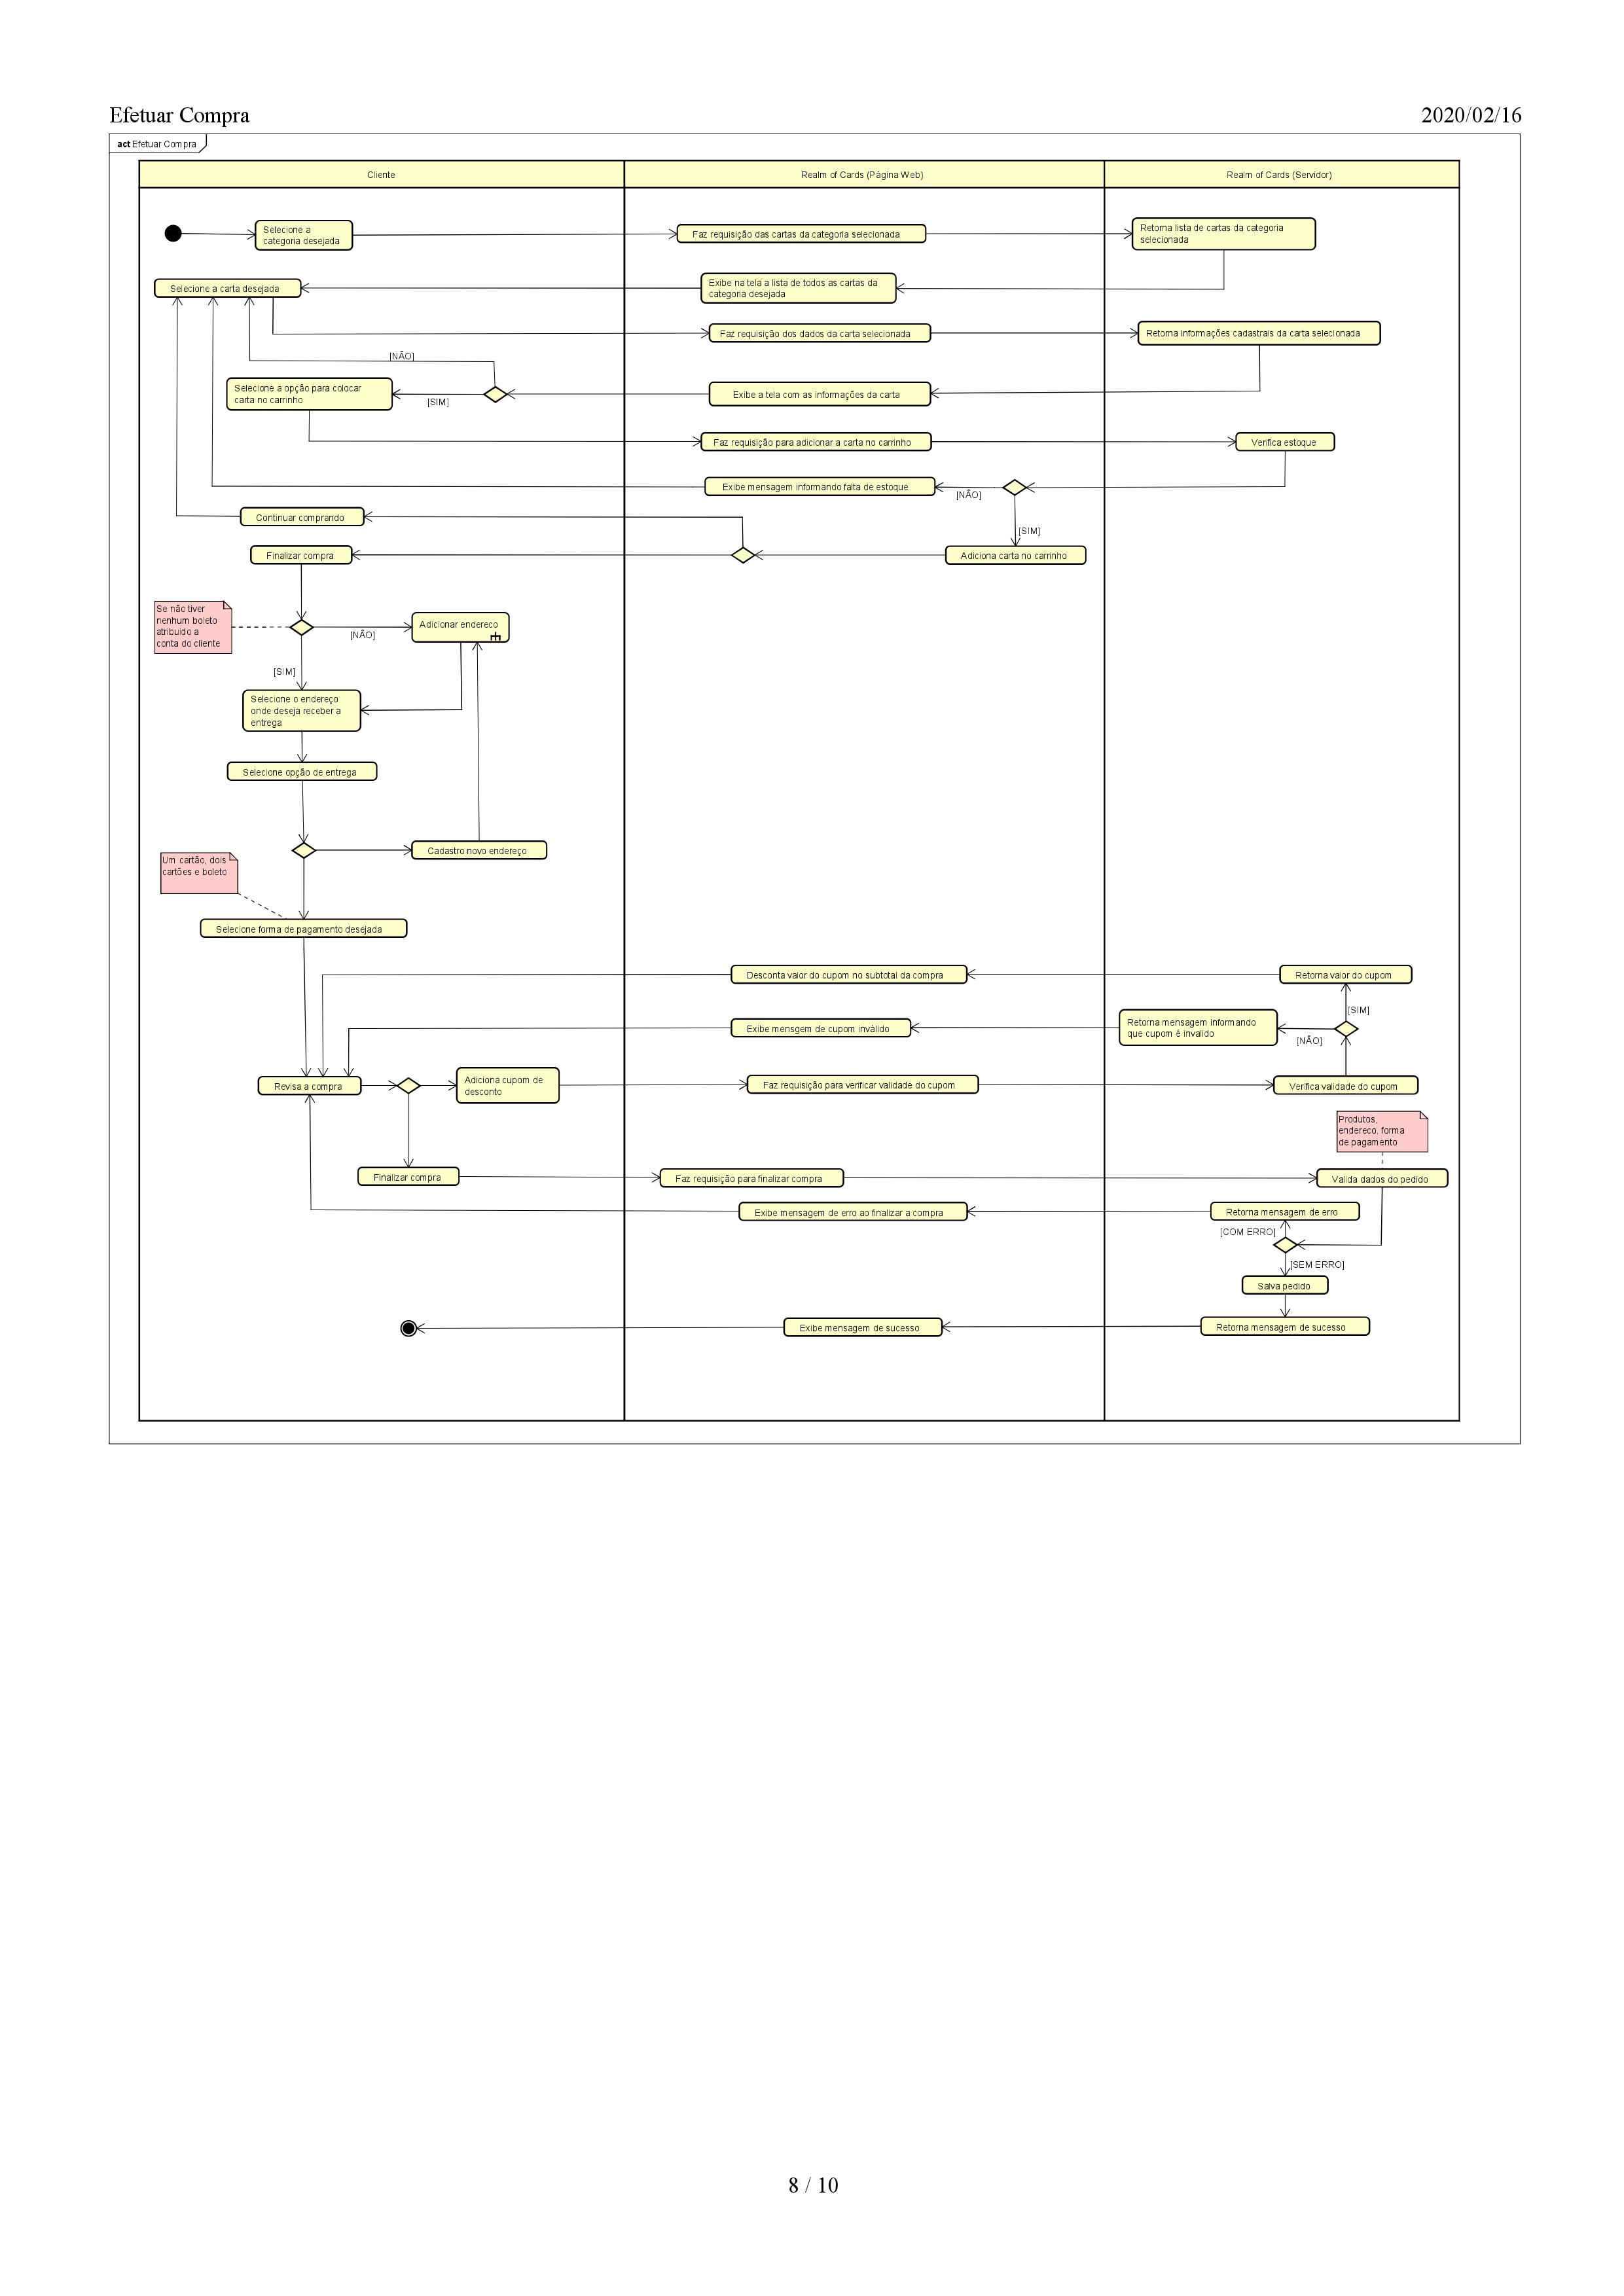 Efetuar Compra
2020/02/16
act Efetuar Compra
Cliente
Realm of Cards (Página Web)
Realm of Cards (Servidor)
Selecione a
categoria desejada
Faz requisição das cartas da categoria selecionada
Retorna lista de cartas da categoria
selecionada
Selecione a carta desejada
Exibe na tela a lista de todos as cartas da
categoria desejada
Faz requisição dos dados da carta selecionada
Retorna informações cadastrais da carta selecionada
[NÃO]
Selecione a opção para colocar
carta no carrinho
[SIM]
Exibe a tela com as informações da carta
Faz requisição para adicionar a carta no carrinho
Verifica estoque
Exibe mensagem informando falta de estoque
[NÃO]
Continuar comprando
[SIM]
Finalizar compra
Adiciona carta no carrinho
Se não tiver
nenhum boleto
atribuido a
conta do cliente
[NÃO]
Adicionar endereco
[SIM]
Selecione o endereço
onde deseja receber a
entrega
Selecione opção de entrega
Cadastro novo endereço
Um cartão, dois
cartões e boleto
Selecione forma de pagamento desejada
Desconta valor do cupom no subtotal da compra
Retorna valor do cupom
[SIM]
Exibe mensgem de cupom inválido
Retorna mensagem informando
que cupom é invalido
[NÃO]
Revisa a compra
Adiciona cupom de
desconto
Faz requisição para verificar validade do cupom
Verifica validade do cupom
Produtos,
endereco, forma
de pagamento
Finalizar compra
Faz requisição para finalizar compra
Valida dados do pedido
Exibe mensagem de erro ao finalizar a compra
Retorna mensagem de erro
[COM ERRO]
[SEM ERRO]
Salva pedido
Exibe mensagem de sucesso
Retorna mensagem de sucesso
8 / 10